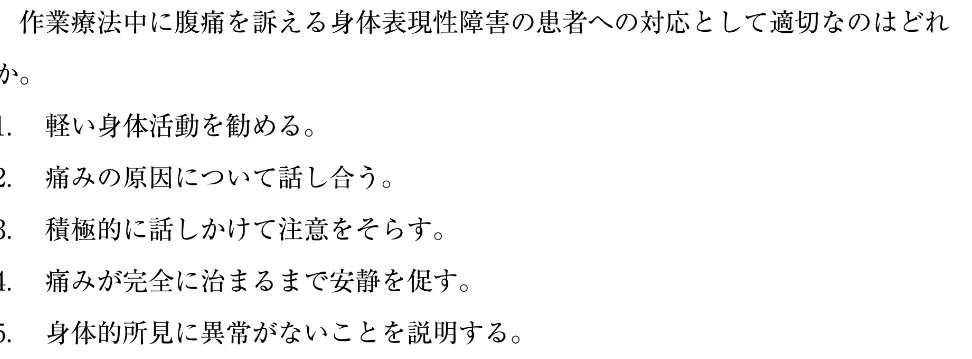 作業療法中に腹痛を訴える身体表現性障害の患者への対応として適切なのはどれ
か。
1. 軽い身体活動を勧める。
2. 痛みの原因について話し合う。
3. 積極的に話しかけて注意をそらす。
4. 痛みが完全に治まるまで安静を促す。
5. 身体的所見に異常がないことを説明する。